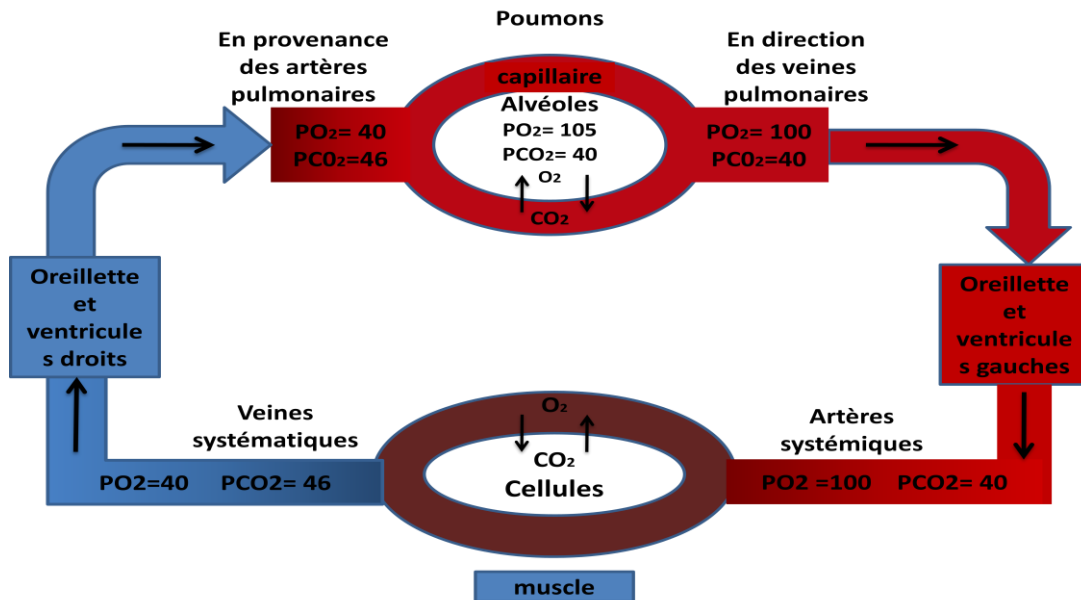 Poumons
En provenance
des artères
pulmonaires
En direction
des veines
pulmonaires
capillaire
Alvéoles
PO₂= 105
PCO₂= 40
O₂
CO₂
PO₂= 40
PC0₂=46
PO₂= 100
PC0₂=40
Oreillette
et
ventricule
s droits
Oreillette
et
ventricule
s gauches
Veines
systématiques
Artères
systémiques
O₂
CO₂
Cellules
PO2=40 PCO2= 46
PO2 =100 PCO2= 40
muscle